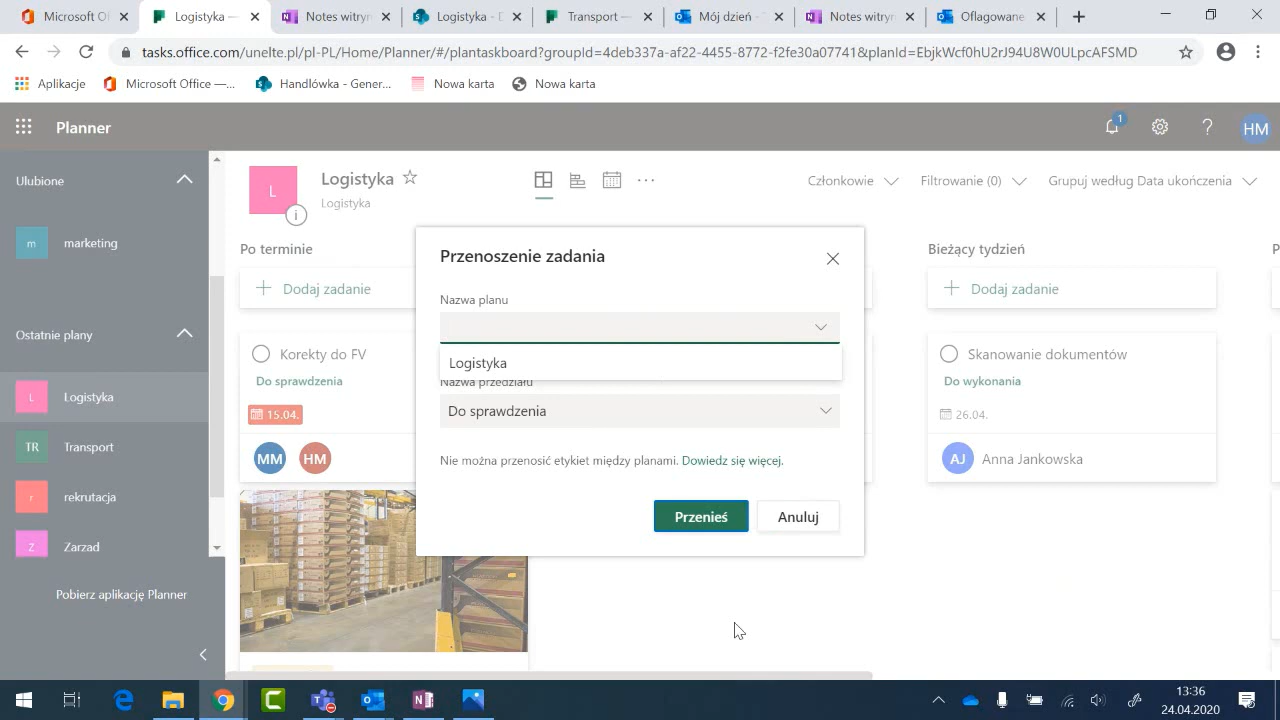 Microsoft Of
Logistyka —
Notes witryn
Logistyka - D
Transport —
Mój dzień -
Notes witryn
Oflagowane
tasks.office.com/unelte.pl/pl-PL/Home/Planner/#/plantaskboard?groupId=4deb337a-af22-4455-8772-f2fe30a07741&planId=EbjkWcf0hU2rJ94U8W0ULpcAFSMD
Aplikacje
Microsoft Office —...
Handlówka - Gener...
Nowa karta
Nowa karta
Planner
1
HM
Ulubione
m
marketing
Ostatnie plany
L
Logistyka
TR
Transport
r
rekrutacja
Z
Zarzad
Pobierz aplikację Planner
L
Logistyka
Logistyka
Członkowie
Filtrowanie (0)
Grupuj według Data ukończenia
Po terminie
Dodaj zadanie
Korekty do FV
Do sprawdzenia
15.04.
MM
HM
Przenoszenie zadania
Nazwa planu
Logistyka
Nazwa przedziału
Do sprawdzenia
Nie można przenosić etykiet między planami. Dowiedz się więcej.
Przenieś
Anuluj
Bieżący tydzień
Dodaj zadanie
Skanowanie dokumentów
Do wykonania
26.04.
AJ
Anna Jankowska
P
13:36
24.04.2020